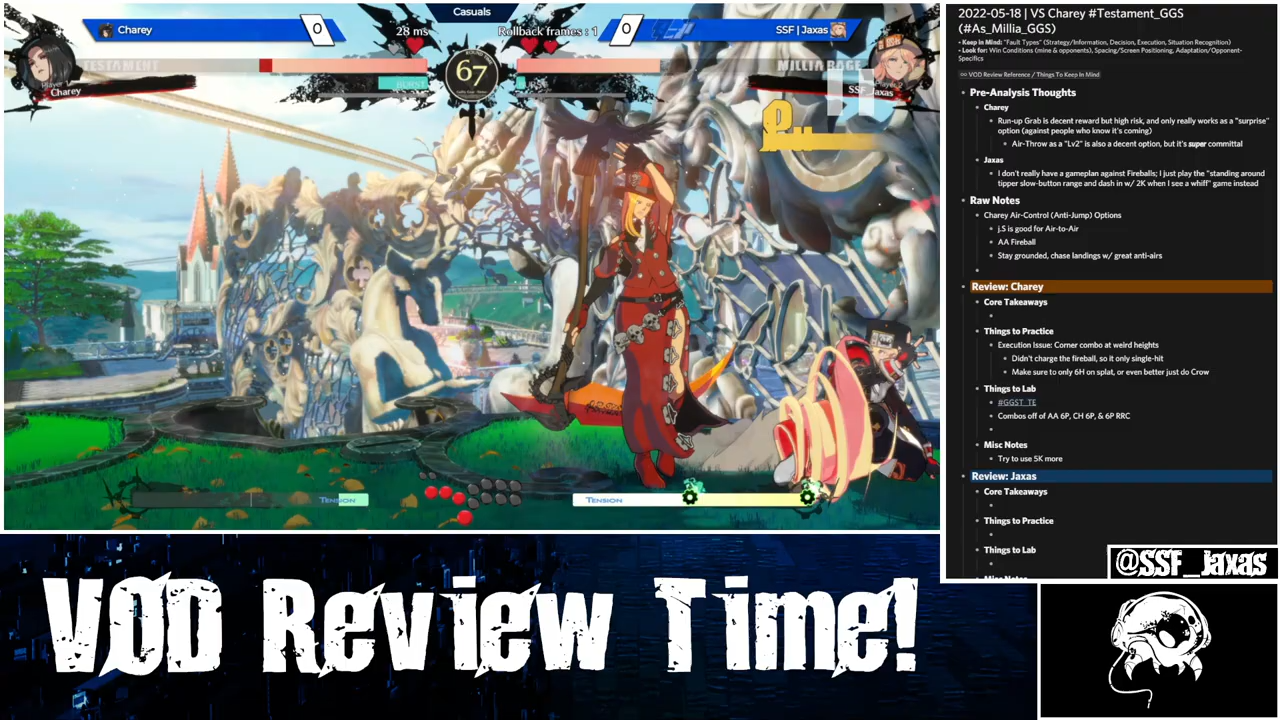 Casuals
Charey
0
28 ms
Rollback frames : 1
0
SSF | Jaxas
TESTAMENT
67
MILLIA RAGE
Charey
BURST
SSF Jaxas
TENSION
TENSION
2022-05-18 | VS Charey #Testament_GGS
(#As_Millia_GGS)
• Keep in Mind: "Fault Types" (Strategy/Information, Decision, Execution, Situation Recognition)
• Look for: Win Conditions (mine & opponents), Spacing/Screen Positioning, Adaptation/Opponent-
Specifics
∞ VOD Review Reference / Things To Keep In Mind
• Pre-Analysis Thoughts
• Charey
• Run-up Grab is decent reward but high risk, and only really works as a "surprise"
option (against people who know it's coming)
• Air-Throw as a "Lv2" is also a decent option, but it's super committal
• Jaxas
• I don't really have a gameplan against Fireballs; I just play the "standing around
tipper slow-button range and dash in w/ 2K when I see a whiff" game instead
• Raw Notes
• Charey Air-Control (Anti-Jump) Options
• j.S is good for Air-to-Air
• AA Fireball
• Stay grounded, chase landings w/ great anti-airs
• Review: Charey
• Core Takeaways
• Things to Practice
• Execution Issue: Corner combo at weird heights
• Didn't charge the fireball, so it only single-hit
• Make sure to only 6H on splat, or even better just do Crow
• Things to Lab
• #GGST_TE
• Combos off of AA 6P, CH 6P, & 6P RRC
• Misc Notes
• Try to use 5K more
• Review: Jaxas
• Core Takeaways
• Things to Practice
• Things to Lab
@SSF_Jaxas
VOD Review Time!